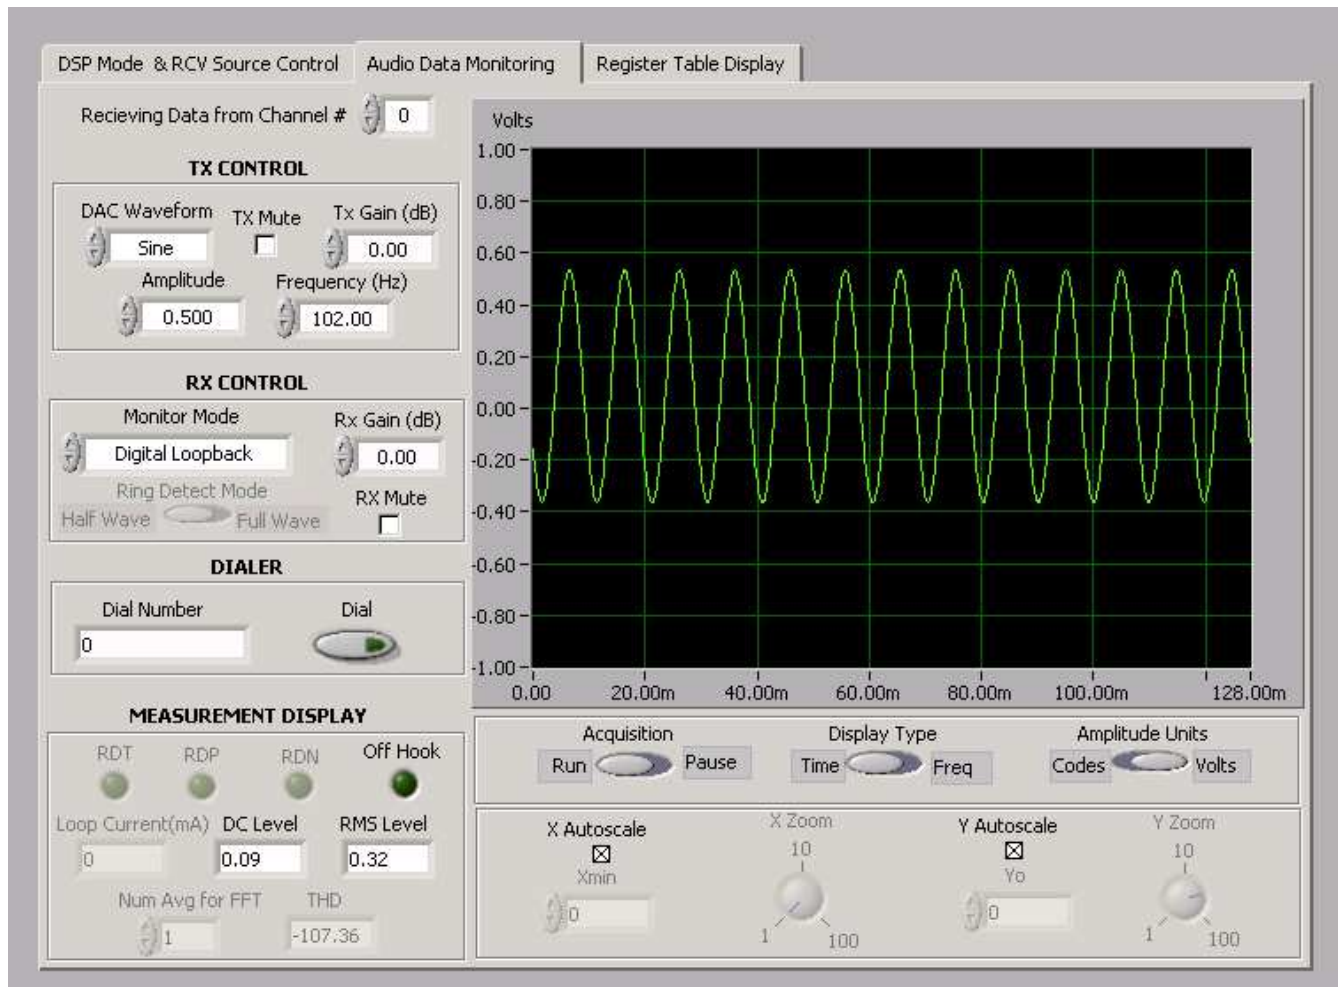 DSP Mode & RCV Source Control
Audio Data Monitoring
Register Table Display
Recieving Data from Channel # 0
TX CONTROL
DAC Waveform TX Mute Tx Gain (dB)
Sine 0.00
Amplitude Frequency (Hz)
0.500 102.00
RX CONTROL
Monitor Mode Rx Gain (dB)
Digital Loopback 0.00
Ring Detect Mode RX Mute
Half Wave Full Wave
DIALER
Dial Number Dial
0
MEASUREMENT DISPLAY
RDT RDP RDN Off Hook
Loop Current(mA) DC Level RMS Level
0 0.09 0.32
Num Avg for FFT THD
1 -107.36
Volts
1.00
0.80
0.60
0.40
0.20
0.00
-0.20
-0.40
-0.60
-0.80
-1.00
0.00 20.00m 40.00m 60.00m 80.00m 100.00m 128.00m
Acquisition Display Type Amplitude Units
Run Pause Time Freq Codes Volts
X Autoscale X Zoom Y Autoscale Y Zoom
10 10
Xmin Yo
0 0
1 100 1 100